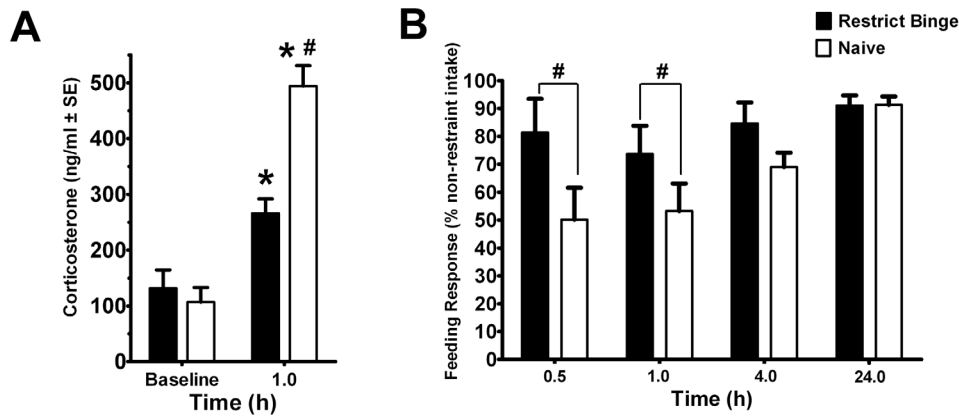 A
Corticosterone (ng/ml ± SE)
500
400
300
200
100
0
*
* #
Baseline
1.0
Time (h)
B
Restrict Binge
Naive
Feeding Response (% non-restraint intake)
100
90
80
70
60
50
40
30
20
10
0
#
#
0.5
1.0
4.0
24.0
Time (h)